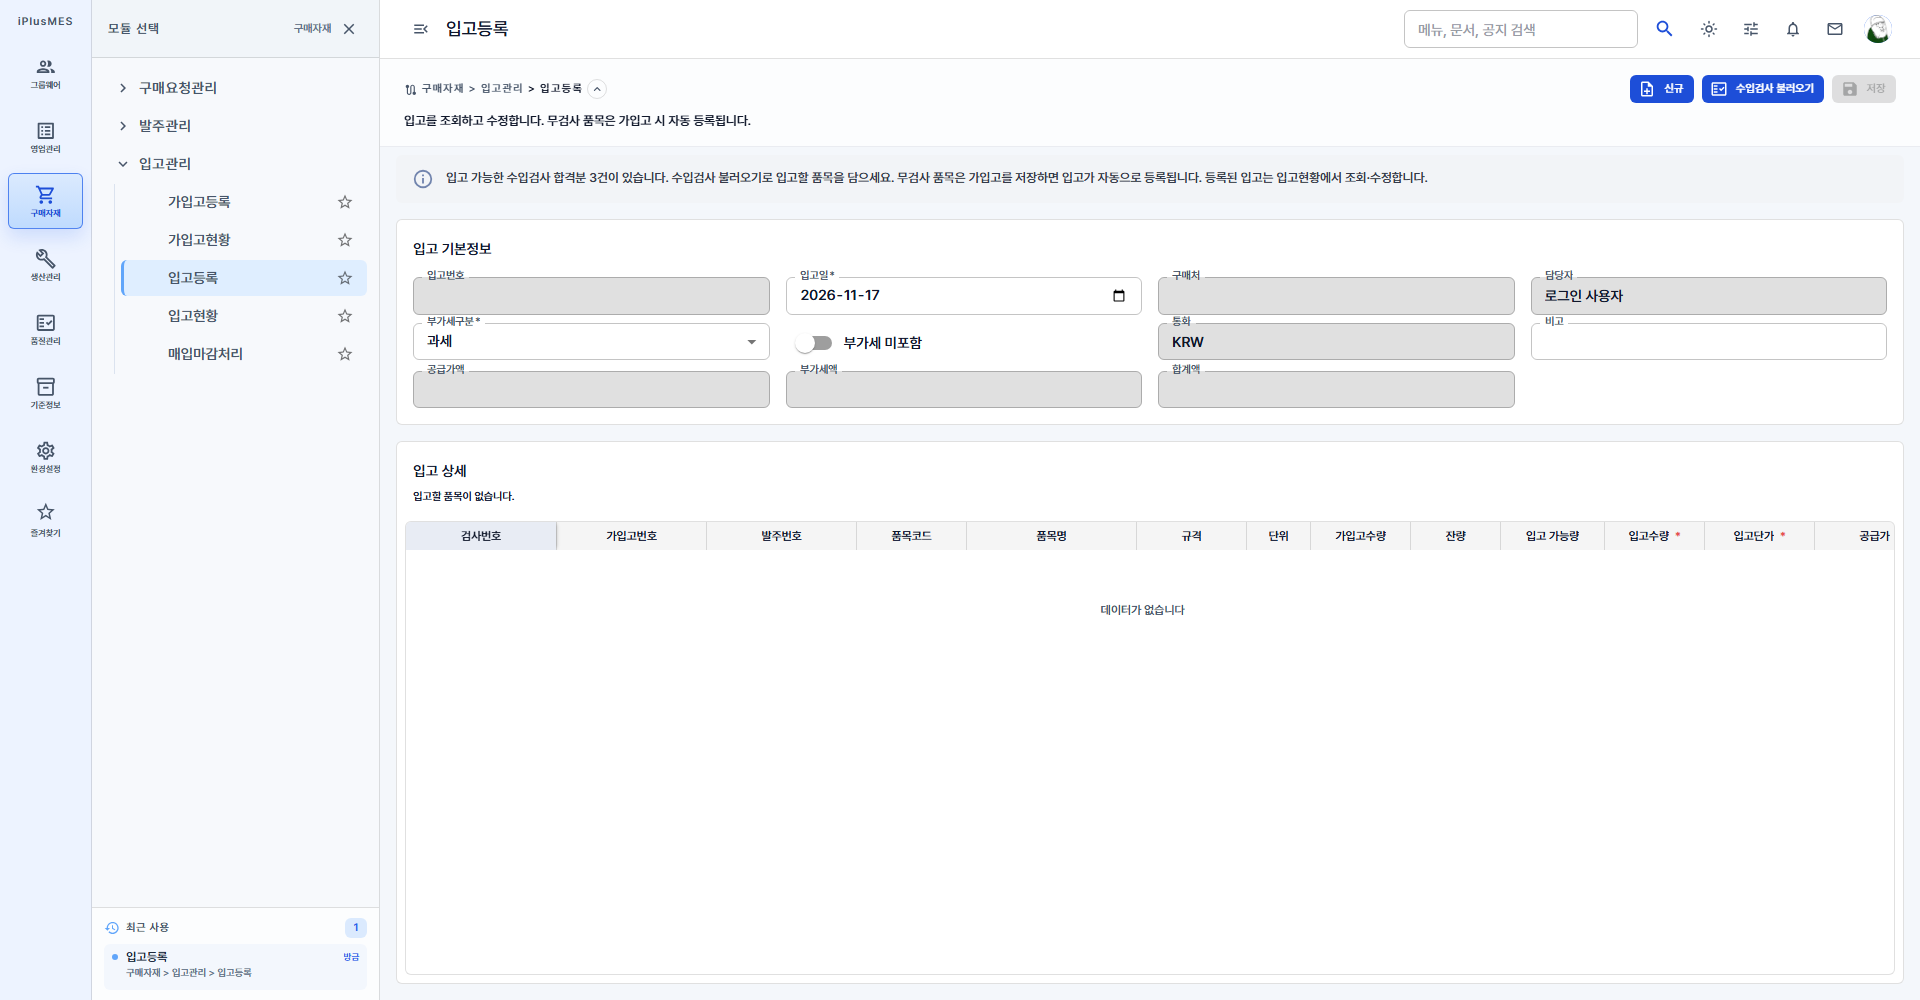 iPlusMES
그룹웨어
영업관리
구매자재
생산관리
품질관리
기준정보
환경설정
즐겨찾기
모듈 선택
구매자재
구매요청관리
발주관리
입고관리
가입고등록
가입고현황
입고등록
입고현황
매입마감처리
최근 사용
1
입고등록
방금
구매자재 > 입고관리 > 입고등록
입고등록
메뉴, 문서, 공지 검색
구매자재 > 입고관리 > 입고등록
신규
수입검사 불러오기
저장
입고를 조회하고 수정합니다. 무검사 품목은 가입고 시 자동 등록됩니다.
입고 가능한 수입검사 합격분 3건이 있습니다. 수입검사 불러오기로 입고할 품목을 담으세요. 무검사 품목은 가입고를 저장하면 입고가 자동으로 등록됩니다. 등록된 입고는 입고현황에서 조회·수정합니다.
입고 기본정보
입고번호
입고일*
2026-11-17
구매처
담당자
로그인 사용자
부가세구분*
과세
부가세 미포함
통화
KRW
비고
공급가액
부가세액
합계액
입고 상세
입고할 품목이 없습니다.
검사번호 가입고번호 발주번호 품목코드 품목명 규격 단위 가입고수량 잔량 입고 가능량 입고수량 * 입고단가 * 공급가
데이터가 없습니다